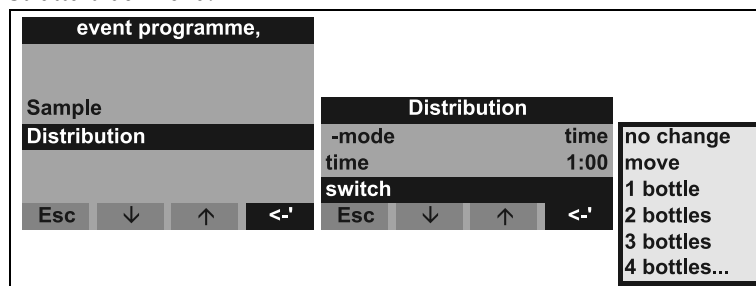 event programme,
Sample
Distribution
Esc ↓ ↑ <-'
Distribution
-mode time
time 1:00
switch
Esc ↓ ↑ <-'
no change
move
1 bottle
2 bottles
3 bottles
4 bottles...